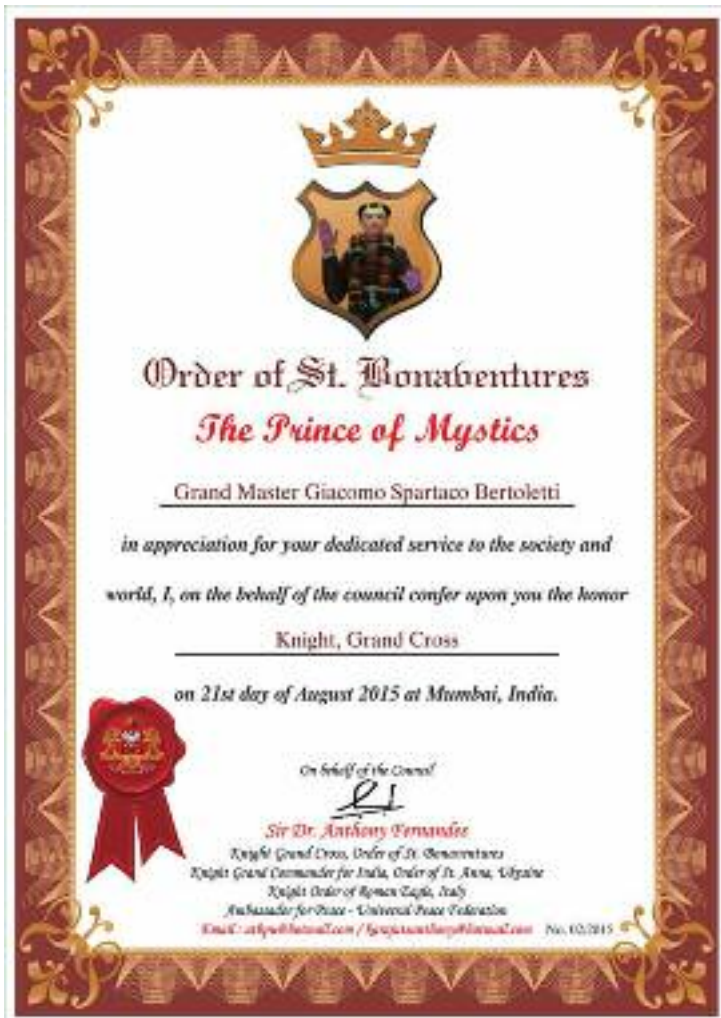 Order of St. Bonaventures
The Prince of Mystics
Grand Master Giacomo Spartaco Bertoletti
in appreciation for your dedicated service to the society and
world, I, on the behalf of the council confer upon you the honor
Knight, Grand Cross
on 21st day of August 2015 at Mumbai, India.
On behalf of the Council
Sir Dr. Anthony Fernandes
Knight Grand Cross, Order of St. Bonaventures
Knight Grand Commander for India, Order of St. Anna, Ukraine
Knight Order of Roman Eagle, Italy
Ambassador for Peace - Universal Peace Federation
Email : / No. 02/2015